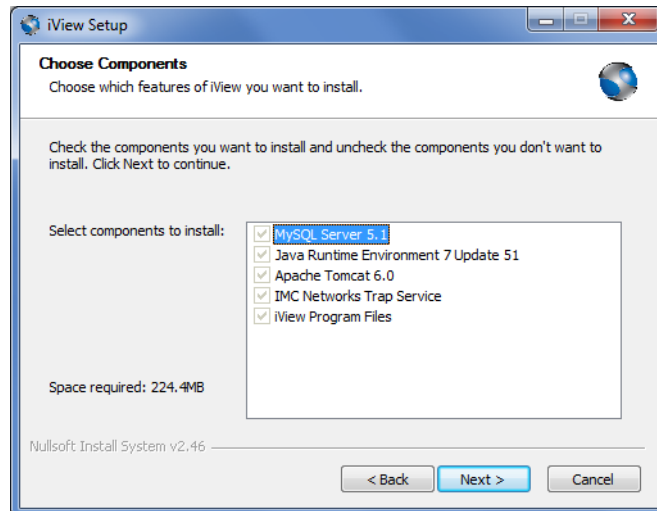 iView Setup
Choose Components
Choose which features of iView you want to install.
Check the components you want to install and uncheck the components you don't want to
install. Click Next to continue.
Select components to install:
MySQL Server 5.1
Java Runtime Environment 7 Update 51
Apache Tomcat 6.0
IMC Networks Trap Service
iView Program Files
Space required: 224.4MB
Nullsoft Install System v2.46
< Back
Next >
Cancel